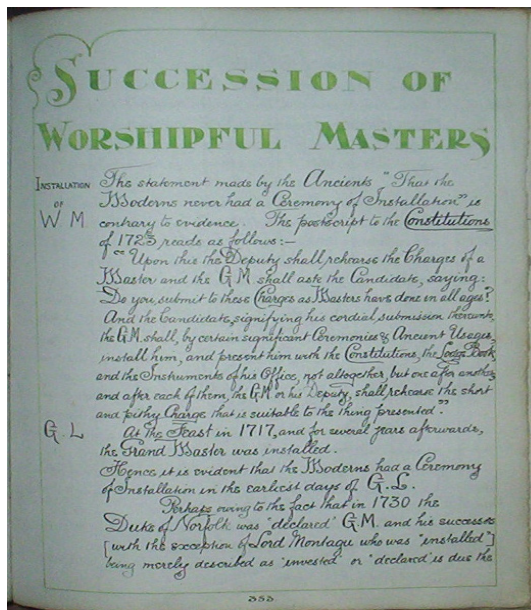 SUCCESSION OF
WORSHIPFUL MASTERS
INSTALLATION
OF
W M
The statement made by the Ancients, "That the
Moderns never had a Ceremony of Installation" is
contrary to evidence. The postscript to the Constitutions
of 1723 reads as follows:—
"Upon this the Deputy shall rehearse the Charges of a
Master and the G M shall ask the Candidate, saying:
Do you submit to these Charges as Masters have done in all ages?
And the Candidate, signifying his cordial submission thereunto,
the G.M. shall, by certain significant Ceremonies & Ancient Usages,
install him, and present him with the Constitutions, the Lodge Book
and the Instruments of his Office, not altogether, but one after another
and after each of them, the G.M. or his Deputy, shall rehearse the short
and pithy Charge that is suitable to the thing presented."
G. L
At the Feast in 1717, and for several years afterwards,
the Grand Master was installed.
Hence it is evident that the Moderns had a Ceremony
of Installation in the earliest days of G. L.
Perhaps owing to the fact that in 1730 the
Duke of Norfolk was 'declared' G.M. and his successors
[with the exception of Lord Montagu who was "installed"]
being merely described as 'invested' or 'declared' is due the
353